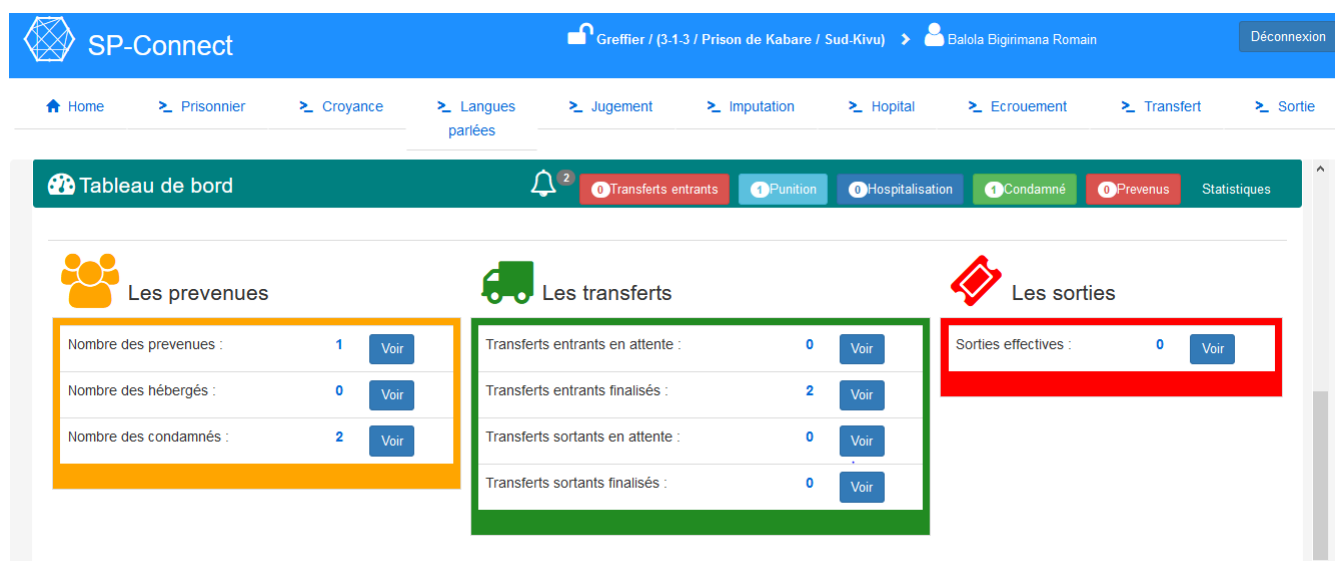 SP-Connect
Greffier / (3-1-3 / Prison de Kabare / Sud-Kivu) Balola Bigirimana Romain
Déconnexion
Home Prisonnier Croyance Langues parlées Jugement Imputation Hopital Ecrouement Transfert Sortie
Tableau de bord 2 0 Transferts entrants 1 Punition 0 Hospitalisation 1 Condamné 0 Prevenus Statistiques
Les prevenues
Nombre des prevenues : 1 Voir
Nombre des hébergés : 0 Voir
Nombre des condamnés : 2 Voir
Les transferts
Transferts entrants en attente : 0 Voir
Transferts entrants finalisés : 2 Voir
Transferts sortants en attente : 0 Voir
Transferts sortants finalisés : 0 Voir
Les sorties
Sorties effectives : 0 Voir